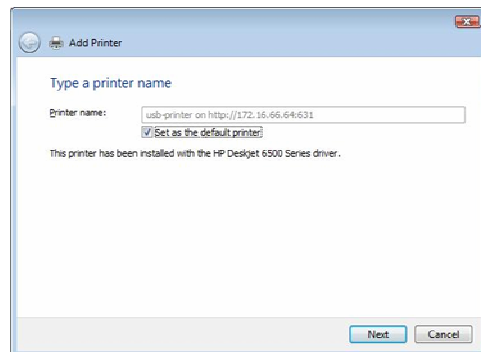 Add Printer
Type a printer name
Printer name:
usb-printer on http://172.16.66.64:631
Set as the default printer
This printer has been installed with the HP Deskjet 6500 Series driver.
Next
Cancel